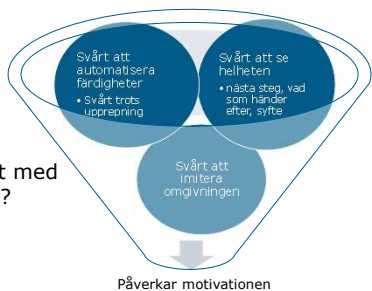 Svårt att
automatisera
färdigheter
• Svårt trots
upprepning
Svårt att se
helheten
• nästa steg, vad
som händer
efter, syfte
Svårt att
imitera
omgivningen
t med
?
Påverkar motivationen